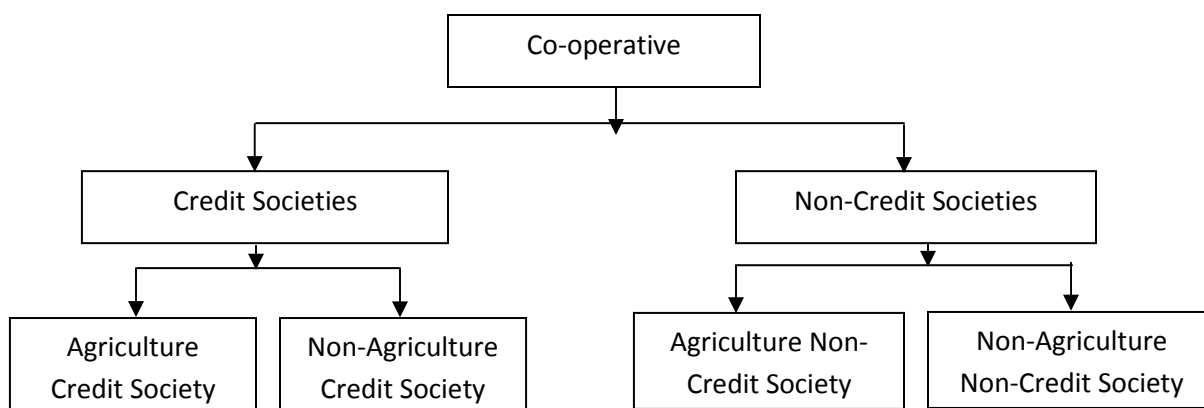 Co-operative
Credit Societies
Non-Credit Societies
Agriculture
Credit Society
Non-Agriculture
Credit Society
Agriculture Non-
Credit Society
Non-Agriculture
Non-Credit Society